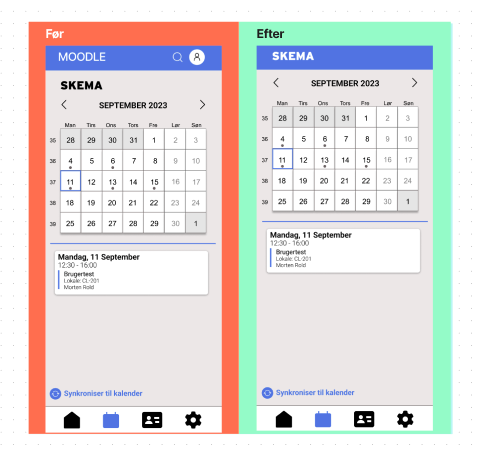 Før
MOODLE
SKEMA
SEPTEMBER 2023
Man Tirs Ons Tors Fre Lør Søn
35 28 29 30 31 1 2 3
36 4 5 6 7 8 9 10
37 11 12 13 14 15 16 17
38 18 19 20 21 22 23 24
39 25 26 27 28 29 30 1
Mandag, 11 September
12:30 - 16:00
Brugertest
Lokale: CL-201
Morten Rold
Synkroniser til kalender
Efter
SKEMA
SEPTEMBER 2023
Man Tirs Ons Tors Fre Lør Søn
35 28 29 30 31 1 2 3
36 4 5 6 7 8 9 10
37 11 12 13 14 15 16 17
38 18 19 20 21 22 23 24
39 25 26 27 28 29 30 1
Mandag, 11 September
12:30 - 16:00
Brugertest
Lokale: CL-201
Morten Rold
Synkroniser til kalender